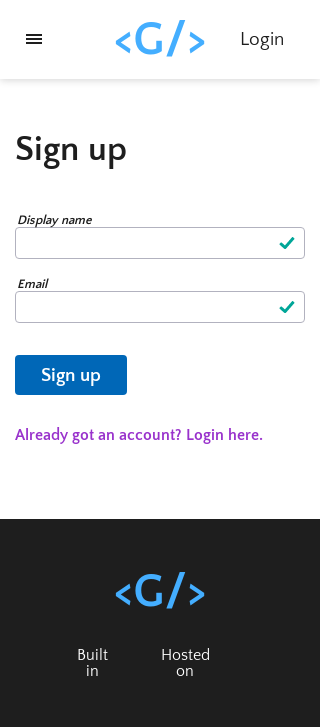 <G/>
Login
Sign up
Display name
Email
Sign up
Already got an account? Login here.
<G/>
Built
in
Hosted
on